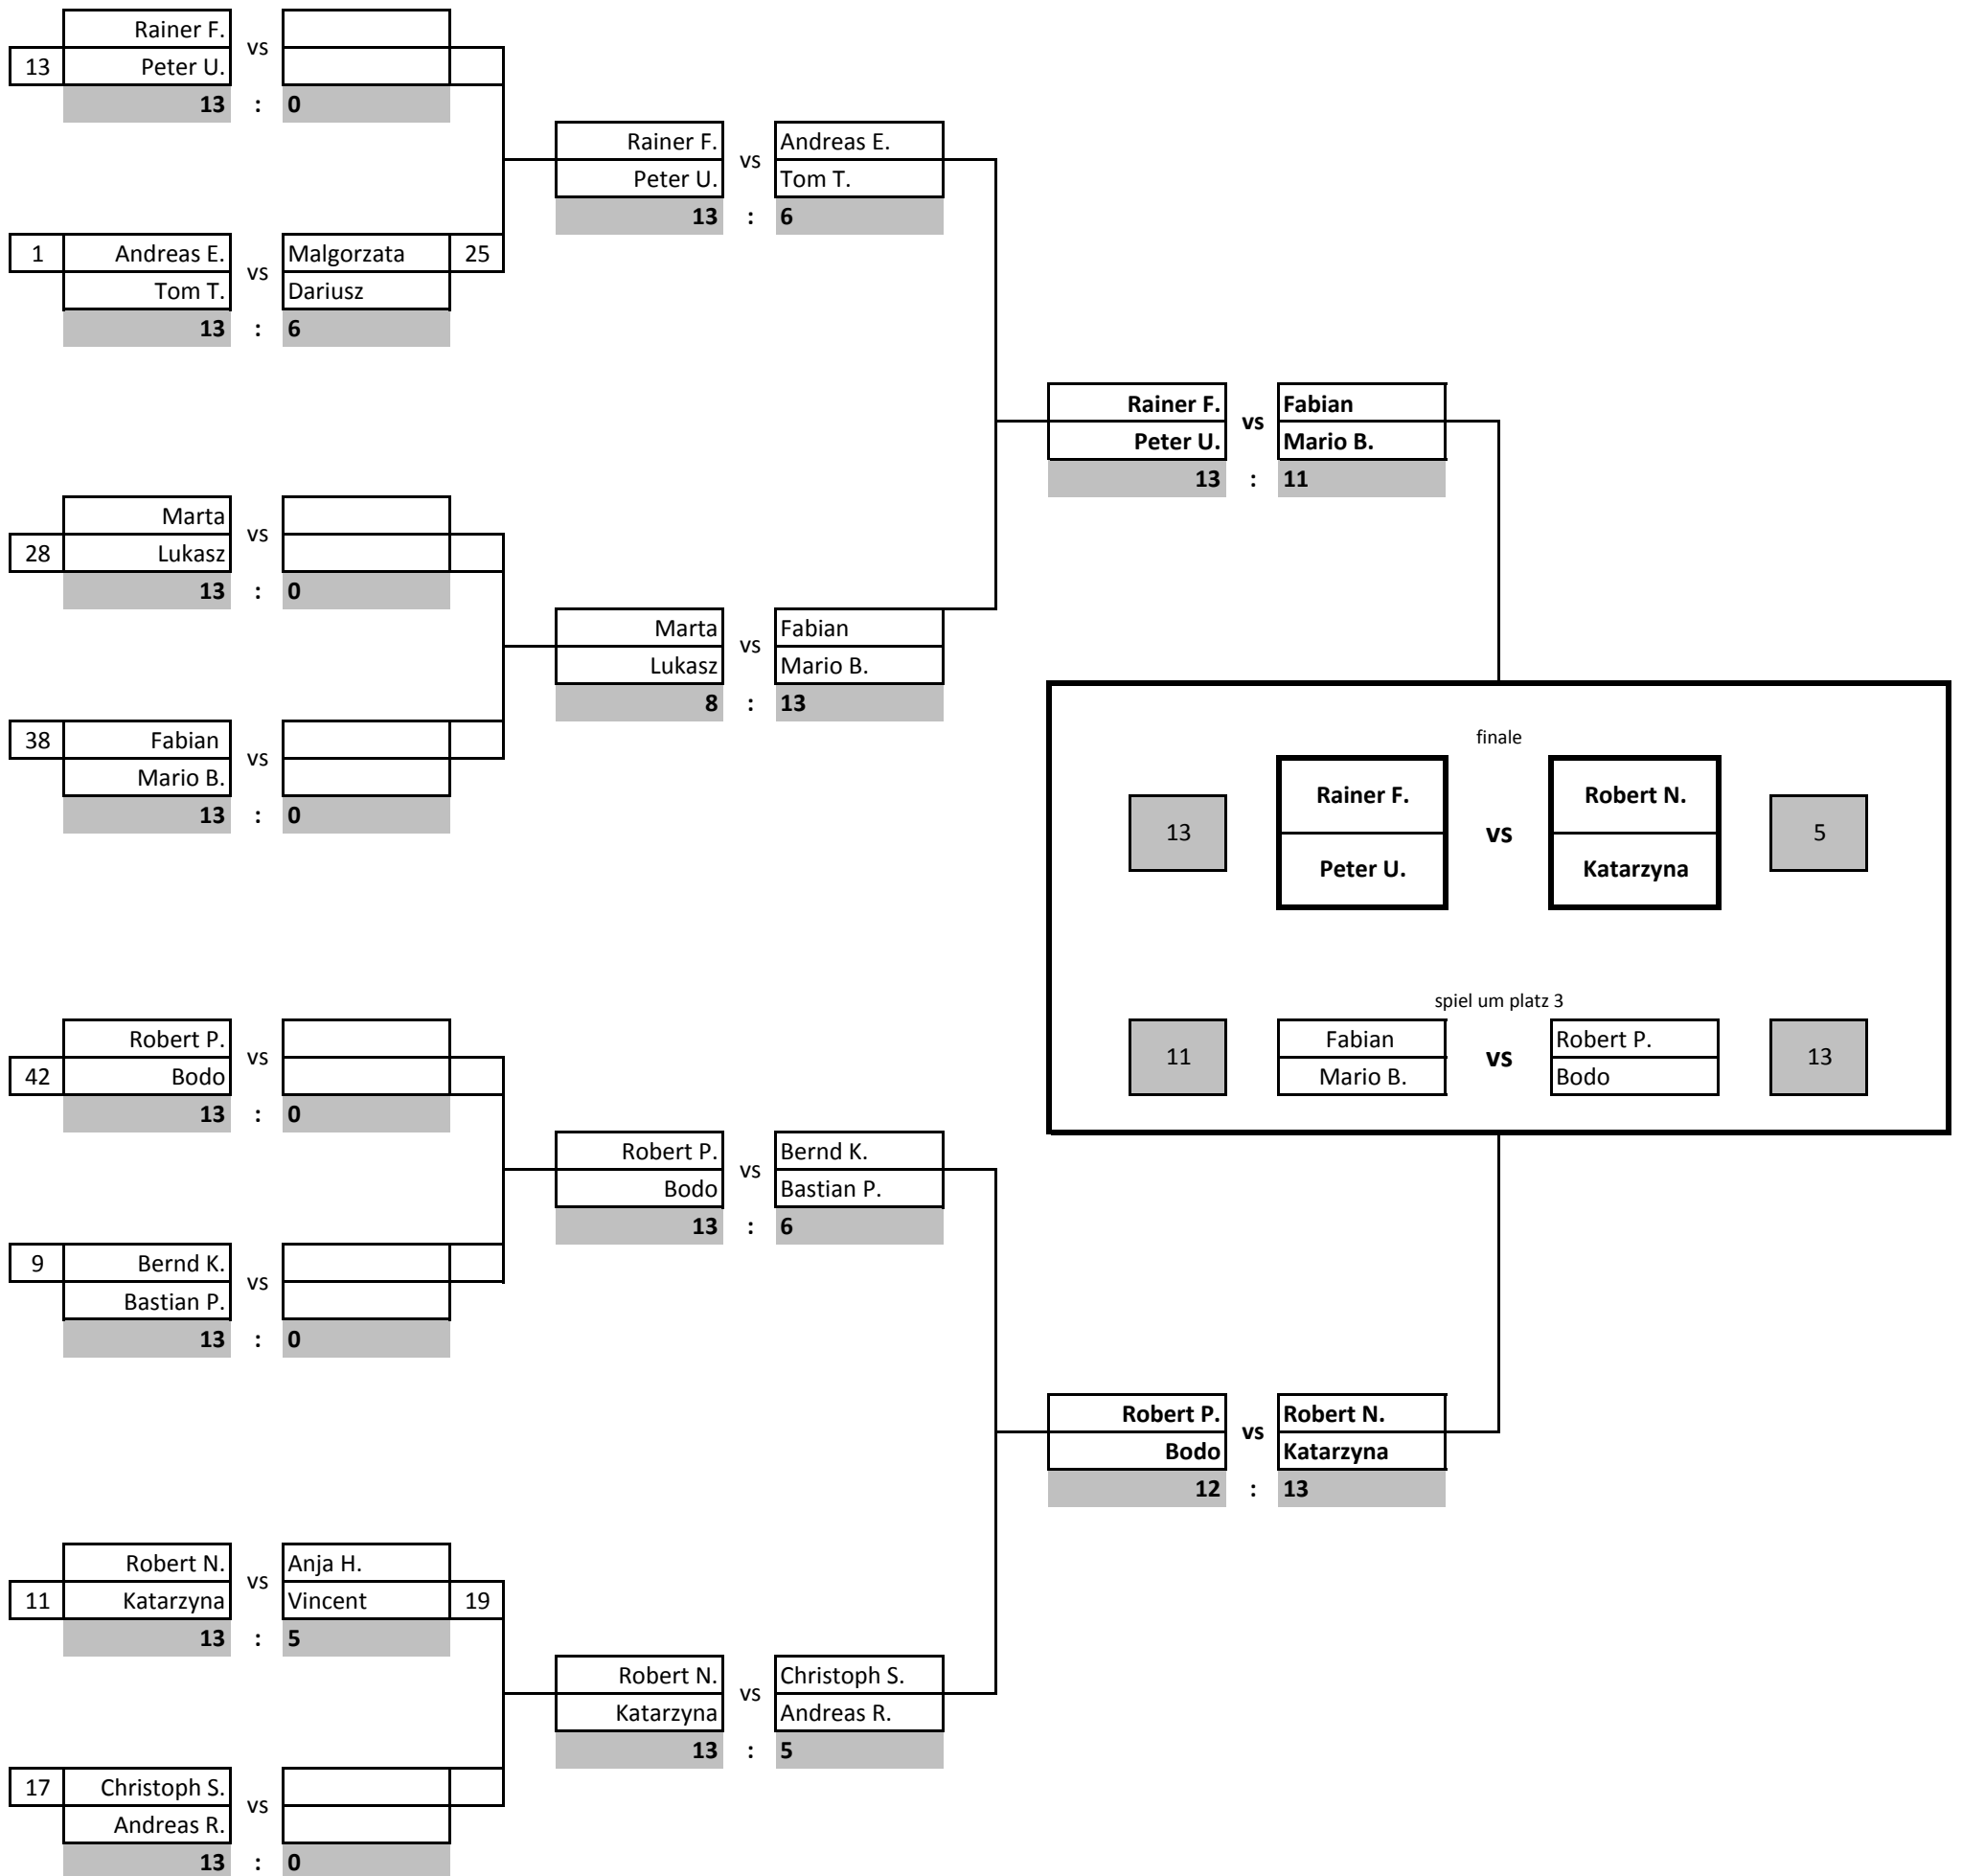 Rainer F.
vs
13 Peter U.
13 : 0
Rainer F. vs Andreas E.
Peter U. Tom T.
13 : 6
1 Andreas E. vs Malgorzata 25
Tom T. Dariusz
13 : 6
Rainer F. vs Fabian
Peter U. Mario B.
13 : 11
Marta
vs
28 Lukasz
13 : 0
Marta vs Fabian
Lukasz Mario B.
8 : 13
38 Fabian
vs
Mario B.
13 : 0
finale
13 Rainer F. vs Robert N. 5
Peter U. Katarzyna
spiel um platz 3
11 Fabian vs Robert P. 13
Mario B. Bodo
Robert P.
vs
42 Bodo
13 : 0
Robert P. vs Bernd K.
Bodo Bastian P.
13 : 6
9 Bernd K.
vs
Bastian P.
13 : 0
Robert P. vs Robert N.
Bodo Katarzyna
12 : 13
Robert N. vs Anja H.
11 Katarzyna Vincent 19
13 : 5
Robert N. vs Christoph S.
Katarzyna Andreas R.
13 : 5
17 Christoph S.
vs
Andreas R.
13 : 0